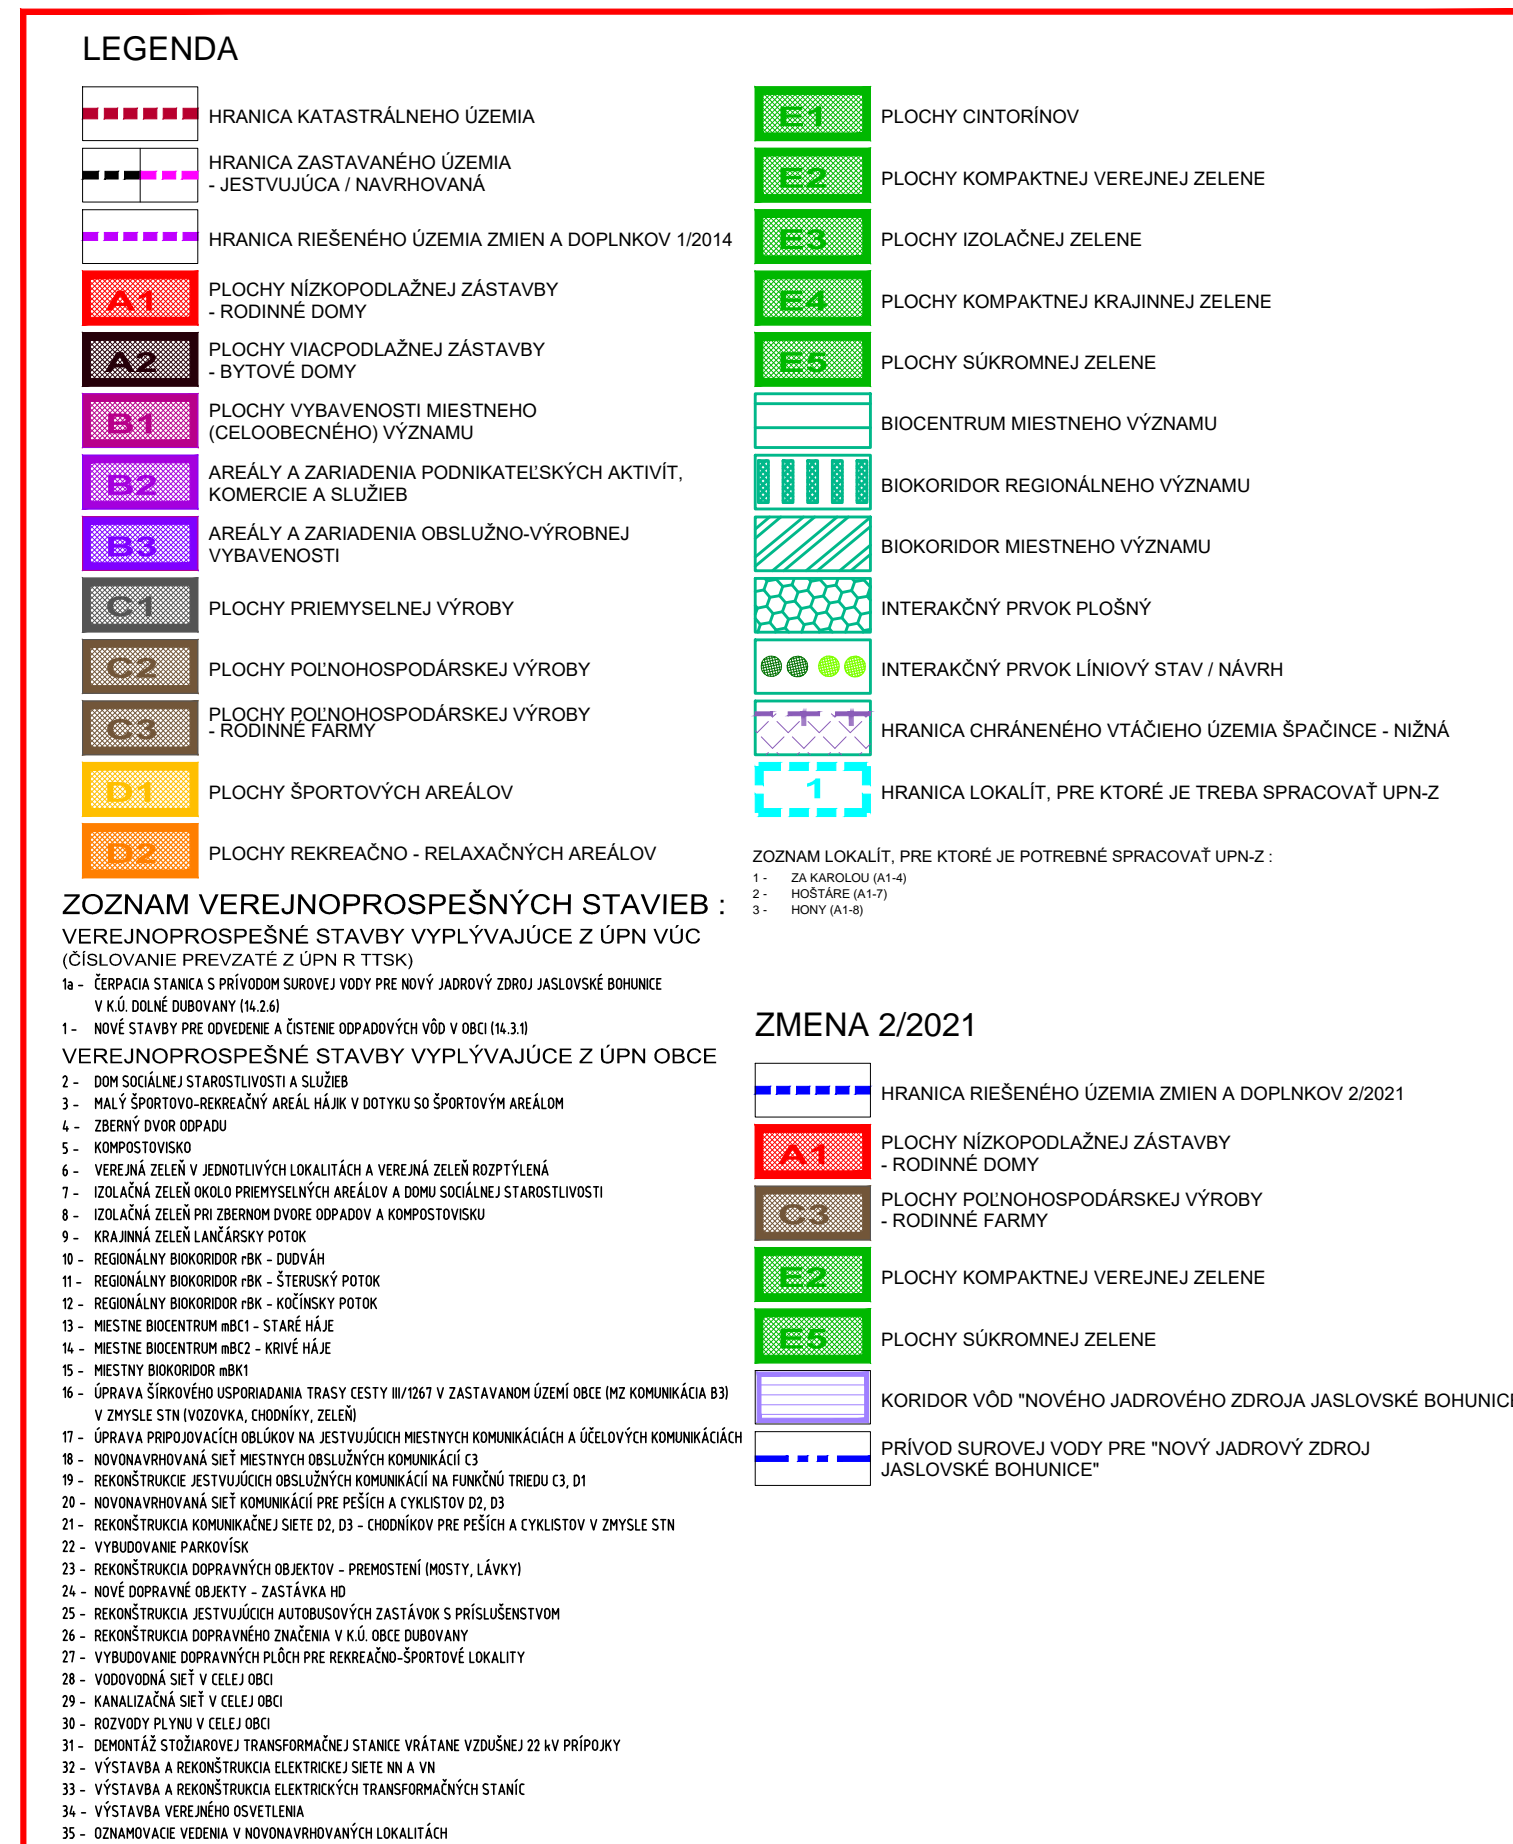 LEGENDA
HRANICA KATASTRÁLNEHO ÚZEMIA
HRANICA ZASTAVANÉHO ÚZEMIA
- JESTVUJÚCA / NAVRHOVANÁ
HRANICA RIEŠENÉHO ÚZEMIA ZMIEN A DOPLNKOV 1/2014
A1 PLOCHY NÍZKOPODLAŽNEJ ZÁSTAVBY
- RODINNÉ DOMY
A2 PLOCHY VIACPODLAŽNEJ ZÁSTAVBY
- BYTOVÉ DOMY
B1 PLOCHY VYBAVENOSTI MIESTNEHO
(CELOOBECNÉHO) VÝZNAMU
B2 AREÁLY A ZARIADENIA PODNIKATEĽSKÝCH AKTIVÍT,
KOMERCIE A SLUŽIEB
B3 AREÁLY A ZARIADENIA OBSLUŽNO-VÝROBNEJ
VYBAVENOSTI
C1 PLOCHY PRIEMYSELNEJ VÝROBY
C2 PLOCHY POĽNOHOSPODÁRSKEJ VÝROBY
C3 PLOCHY POĽNOHOSPODÁRSKEJ VÝROBY
- RODINNÉ FARMY
D1 PLOCHY ŠPORTOVÝCH AREÁLOV
D2 PLOCHY REKREAČNO - RELAXAČNÝCH AREÁLOV
ZOZNAM VEREJNOPROSPEŠNÝCH STAVIEB :
VEREJNOPROSPEŠNÉ STAVBY VYPLÝVAJÚCE Z ÚPN VÚC
(ČÍSLOVANIE PREVZATÉ Z ÚPN R TTSK)
1a - ČERPACIA STANICA S PRÍVODOM SUROVEJ VODY PRE NOVÝ JADROVÝ ZDROJ JASLOVSKÉ BOHUNICE
V K.Ú. DOLNÉ DUBOVANY (14.2.6)
1 - NOVÉ STAVBY PRE ODVEDENIE A ČISTENIE ODPADOVÝCH VÔD V OBCI (14.3.1)
VEREJNOPROSPEŠNÉ STAVBY VYPLÝVAJÚCE Z ÚPN OBCE
2 - DOM SOCIÁLNEJ STAROSTLIVOSTI A SLUŽIEB
3 - MALÝ ŠPORTOVO-REKREAČNÝ AREÁL HÁJIK V DOTYKU SO ŠPORTOVÝM AREÁLOM
4 - ZBERNÝ DVOR ODPADU
5 - KOMPOSTOVISKO
6 - VEREJNÁ ZELEŇ V JEDNOTLIVÝCH LOKALITÁCH A VEREJNÁ ZELEŇ ROZPTÝLENÁ
7 - IZOLAČNÁ ZELEŇ OKOLO PRIEMYSELNÝCH AREÁLOV A DOMU SOCIÁLNEJ STAROSTLIVOSTI
8 - IZOLAČNÁ ZELEŇ PRI ZBERNOM DVORE ODPADOV A KOMPOSTOVISKU
9 - KRAJINNÁ ZELEŇ LANČÁRSKY POTOK
10 - REGIONÁLNY BIOKORIDOR rBK - DUDVÁH
11 - REGIONÁLNY BIOKORIDOR rBK - ŠTERUSKÝ POTOK
12 - REGIONÁLNY BIOKORIDOR rBK - KOČÍNSKY POTOK
13 - MIESTNE BIOCENTRUM mBC1 - STARÉ HÁJE
14 - MIESTNE BIOCENTRUM mBC2 - KRIVÉ HÁJE
15 - MIESTNY BIOKORIDOR mBK1
16 - ÚPRAVA ŠÍRKOVÉHO USPORIADANIA TRASY CESTY III/1267 V ZASTAVANOM ÚZEMÍ OBCE (MZ KOMUNIKÁCIA B3)
V ZMYSLE STN (VOZOVKA, CHODNÍKY, ZELEŇ)
17 - ÚPRAVA PRIPOJOVACÍCH OBLÚKOV NA JESTVUJÚCICH MIESTNYCH KOMUNIKÁCIÁCH A ÚČELOVÝCH KOMUNIKÁCIÁCH
18 - NOVONAVRHOVANÁ SIEŤ MIESTNYCH OBSLUŽNÝCH KOMUNIKÁCIÍ C3
19 - REKONŠTRUKCIE JESTVUJÚCICH OBSLUŽNÝCH KOMUNIKÁCIÍ NA FUNKČNÚ TRIEDU C3, D1
20 - NOVONAVRHOVANÁ SIEŤ KOMUNIKÁCIÍ PRE PEŠÍCH A CYKLISTOV D2, D3
21 - REKONŠTRUKCIA KOMUNIKAČNEJ SIETE D2, D3 - CHODNÍKOV PRE PEŠÍCH A CYKLISTOV V ZMYSLE STN
22 - VYBUDOVANIE PARKOVÍSK
23 - REKONŠTRUKCIA DOPRAVNÝCH OBJEKTOV - PREMOSTENÍ (MOSTY, LÁVKY)
24 - NOVÉ DOPRAVNÉ OBJEKTY - ZASTÁVKA HD
25 - REKONŠTRUKCIA JESTVUJÚCICH AUTOBUSOVÝCH ZASTÁVOK S PRÍSLUŠENSTVOM
26 - REKONŠTRUKCIA DOPRAVNÉHO ZNAČENIA V K.Ú. OBCE DUBOVANY
27 - VYBUDOVANIE DOPRAVNÝCH PLÔCH PRE REKREAČNO-ŠPORTOVÉ LOKALITY
28 - VODOVODNÁ SIEŤ V CELEJ OBCI
29 - KANALIZAČNÁ SIEŤ V CELEJ OBCI
30 - ROZVODY PLYNU V CELEJ OBCI
31 - DEMONTÁŽ STOŽIAROVEJ TRANSFORMAČNEJ STANICE VRÁTANE VZDUŠNEJ 22 kV PRÍPOJKY
32 - VÝSTAVBA A REKONŠTRUKCIA ELEKTRICKEJ SIETE NN A VN
33 - VÝSTAVBA A REKONŠTRUKCIA ELEKTRICKÝCH TRANSFORMAČNÝCH STANÍC
34 - VÝSTAVBA VEREJNÉHO OSVETLENIA
35 - OZNAMOVACIE VEDENIA V NOVONAVRHOVANÝCH LOKALITÁCH
E1 PLOCHY CINTORÍNOV
E2 PLOCHY KOMPAKTNEJ VEREJNEJ ZELENE
E3 PLOCHY IZOLAČNEJ ZELENE
E4 PLOCHY KOMPAKTNEJ KRAJINNEJ ZELENE
E5 PLOCHY SÚKROMNEJ ZELENE
BIOCENTRUM MIESTNEHO VÝZNAMU
BIOKORIDOR REGIONÁLNEHO VÝZNAMU
BIOKORIDOR MIESTNEHO VÝZNAMU
INTERAKČNÝ PRVOK PLOŠNÝ
INTERAKČNÝ PRVOK LÍNIOVÝ STAV / NÁVRH
HRANICA CHRÁNENÉHO VTÁČIEHO ÚZEMIA ŠPAČINCE - NIŽNÁ
1 HRANICA LOKALÍT, PRE KTORÉ JE TREBA SPRACOVAŤ UPN-Z
ZOZNAM LOKALÍT, PRE KTORÉ JE POTREBNÉ SPRACOVAŤ UPN-Z :
1 - ZA KAROLOU (A1-4)
2 - HOŠTÁRE (A1-7)
3 - HONY (A1-8)
ZMENA 2/2021
HRANICA RIEŠENÉHO ÚZEMIA ZMIEN A DOPLNKOV 2/2021
A1 PLOCHY NÍZKOPODLAŽNEJ ZÁSTAVBY
- RODINNÉ DOMY
C3 PLOCHY POĽNOHOSPODÁRSKEJ VÝROBY
- RODINNÉ FARMY
E2 PLOCHY KOMPAKTNEJ VEREJNEJ ZELENE
E5 PLOCHY SÚKROMNEJ ZELENE
KORIDOR VÔD "NOVÉHO JADROVÉHO ZDROJA JASLOVSKÉ BOHUNICE
PRÍVOD SUROVEJ VODY PRE "NOVÝ JADROVÝ ZDROJ
JASLOVSKÉ BOHUNICE"